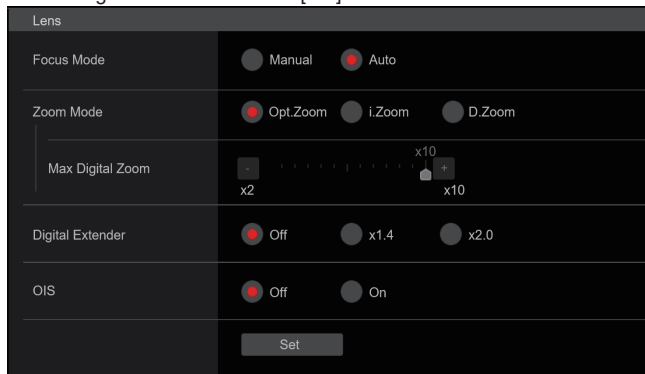 Lens
Focus Mode
Manual Auto
Zoom Mode
Opt.Zoom i.Zoom D.Zoom
Max Digital Zoom
x10
- +
x2 x10
Digital Extender
Off x1.4 x2.0
OIS
Off On
Set